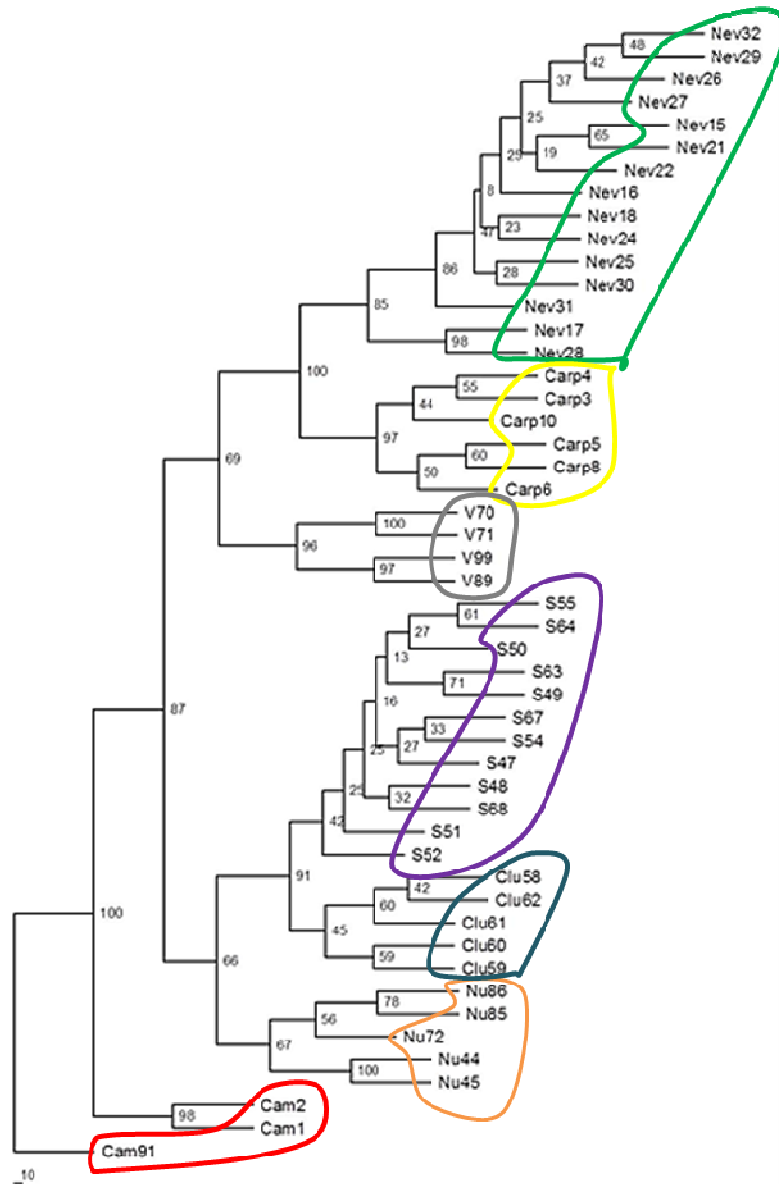 Nev32
48
Nev29
42
Nev26
37
Nev27
25
Nev15
65
Nev21
29
19
Nev22
8
Nev16
Nev18
23
47
Nev24
Nev25
86
28
Nev30
85
Nev31
Nev17
98
Nev28
100
Carp4
55
Carp3
44
Carp10
97
Carp5
60
Carp8
50
Carp6
69
V70
100
V71
96
V99
97
V89
S55
61
S64
27
S50
13
S63
71
S49
16
S67
33
87
S54
25
27
S47
S48
25
32
S68
42
S51
S52
91
Clu58
42
Clu62
60
Clu61
45
Clu60
59
Clu59
100
66
Nu86
78
Nu85
56
Nu72
67
Nu44
100
Nu45
Cam2
98
Cam1
Cam91
10